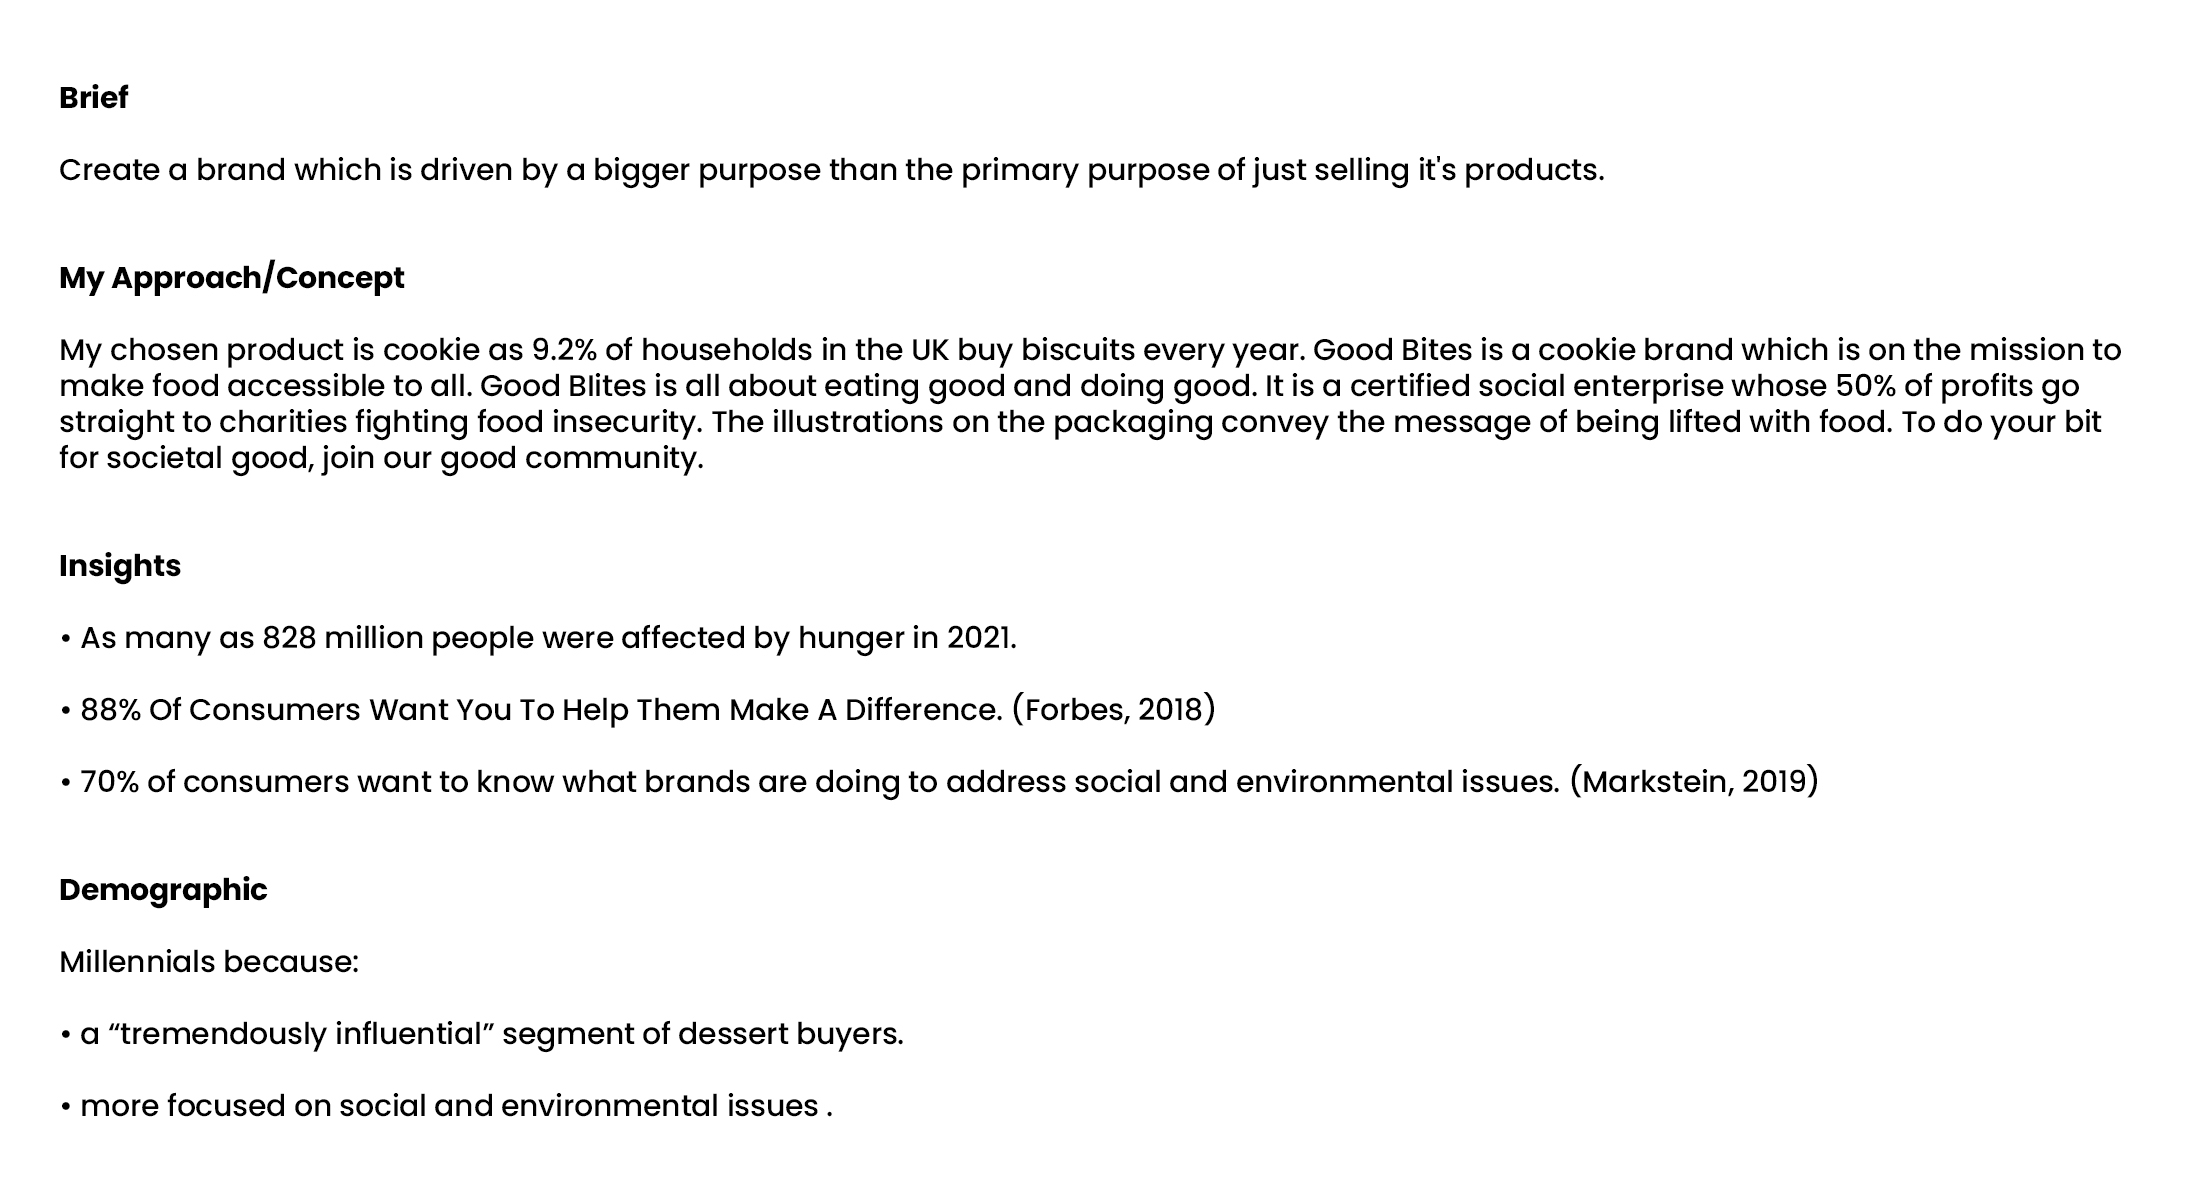 Brief
Create a brand which is driven by a bigger purpose than the primary purpose of just selling it's products.
My Approach/Concept
My chosen product is cookie as 9.2% of households in the UK buy biscuits every year. Good Bites is a cookie brand which is on the mission to
make food accessible to all. Good BIites is all about eating good and doing good. It is a certified social enterprise whose 50% of profits go
straight to charities fighting food insecurity. The illustrations on the packaging convey the message of being lifted with food. To do your bit
for societal good, join our good community.
Insights
• As many as 828 million people were affected by hunger in 2021.
• 88% Of Consumers Want You To Help Them Make A Difference. (Forbes, 2018)
• 70% of consumers want to know what brands are doing to address social and environmental issues. (Markstein, 2019)
Demographic
Millennials because:
• a “tremendously influential” segment of dessert buyers.
• more focused on social and environmental issues .